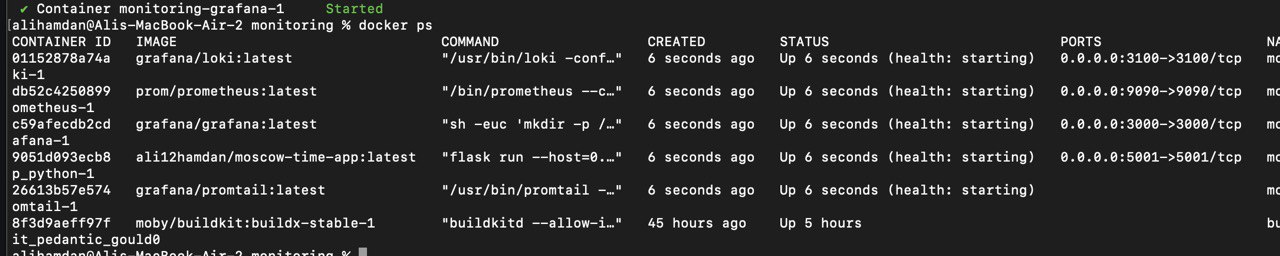 ✔ Container monitoring-grafana-1 Started
[alihamdan@Alis-MacBook-Air-2 monitoring % docker ps
CONTAINER ID IMAGE COMMAND CREATED STATUS PORTS NA
01152878a74a grafana/loki:latest "/usr/bin/loki -conf…" 6 seconds ago Up 6 seconds (health: starting) 0.0.0.0:3100->3100/tcp mo
ki-1
db52c4250899 prom/prometheus:latest "/bin/prometheus --c…" 6 seconds ago Up 6 seconds (health: starting) 0.0.0.0:9090->9090/tcp mo
ometheus-1
c59afecdb2cd grafana/grafana:latest "sh -euc 'mkdir -p /…" 6 seconds ago Up 6 seconds (health: starting) 0.0.0.0:3000->3000/tcp mo
afana-1
9051d093ecb8 ali12hamdan/moscow-time-app:latest "flask run --host=0.…" 6 seconds ago Up 6 seconds (health: starting) 0.0.0.0:5001->5001/tcp mo
p_python-1
26613b57e574 grafana/promtail:latest "/usr/bin/promtail -…" 6 seconds ago Up 6 seconds (health: starting) mo
omtail-1
8f3d9aeff97f moby/buildkit:buildx-stable-1 "buildkitd --allow-i…" 45 hours ago Up 5 hours bu
it_pedantic_gould0
alihamdan@Alis-MacBook-Air-2 monitoring %